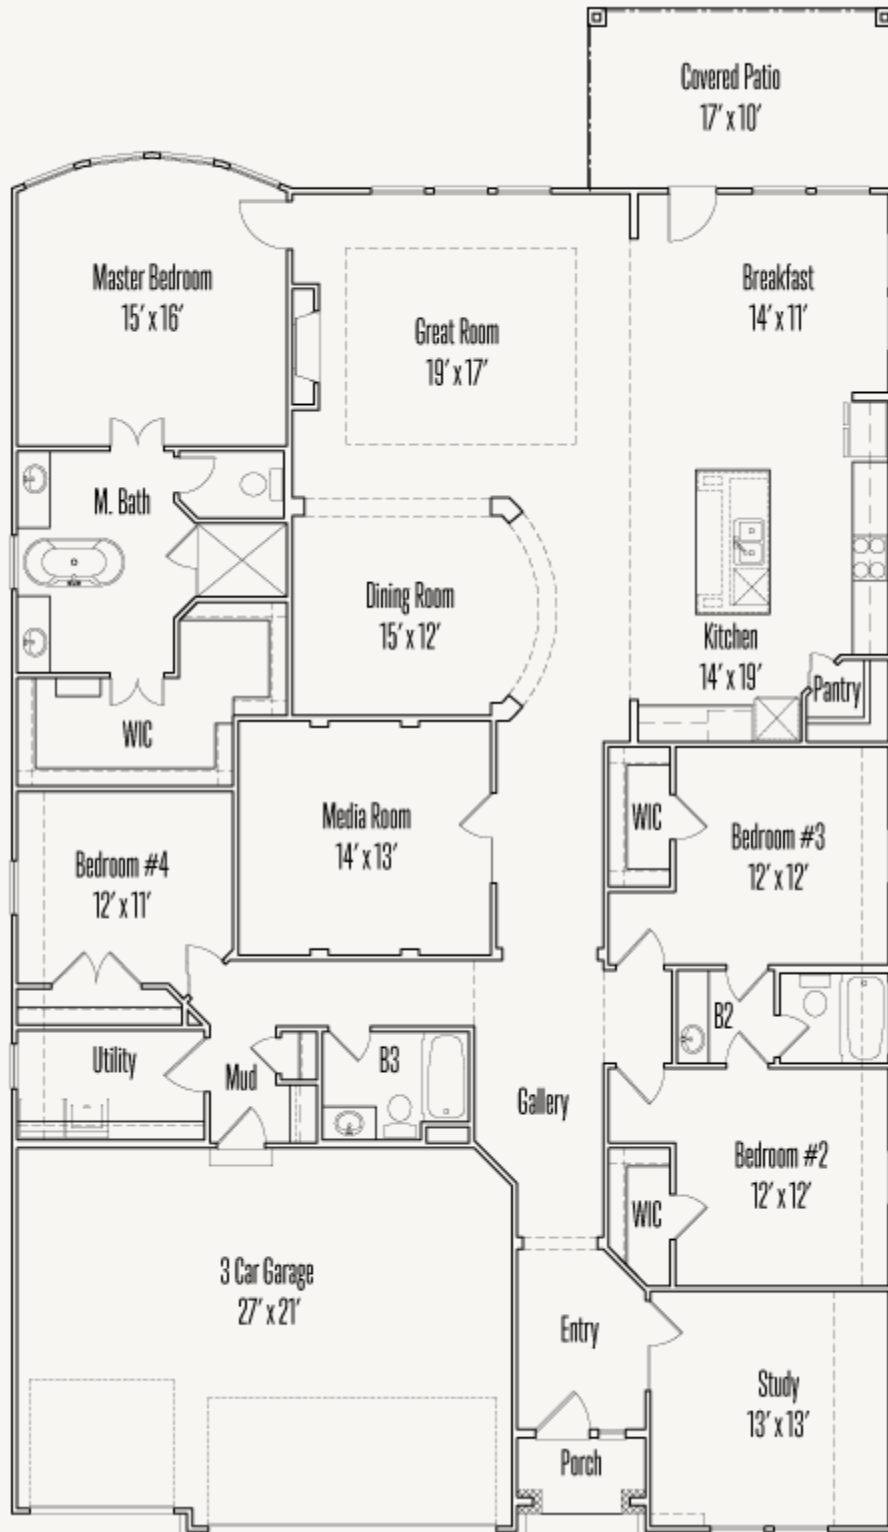 Covered Patio
17' x 10'
Master Bedroom
15' x 16'
Great Room
19' x 17'
Breakfast
14' x 11'
M. Bath
Dining Room
15' x 12'
Kitchen
14' x 19'
Pantry
WIC
Media Room
14' x 13'
WIC
Bedroom #3
12' x 12'
Bedroom #4
12' x 11'
B2
Utility
Mud
B3
Gallery
Bedroom #2
12' x 12'
WIC
3 Car Garage
27' x 21'
Entry
Study
13' x 13'
Porch